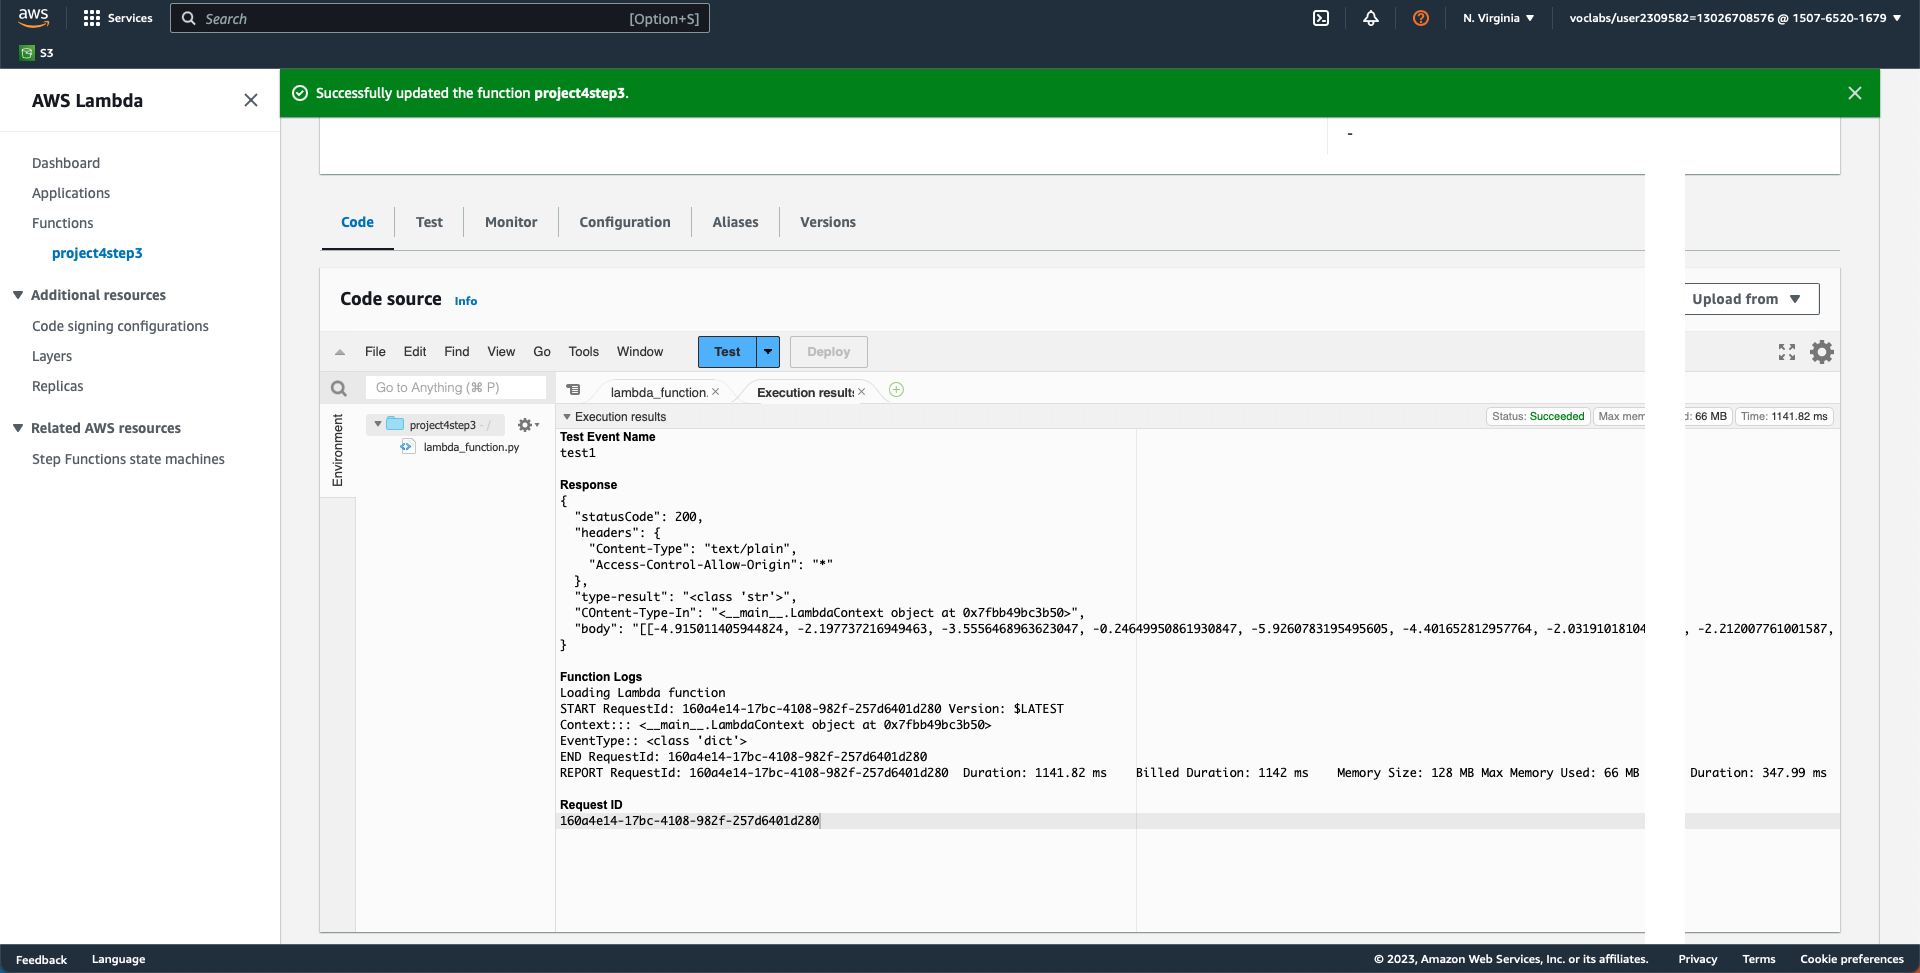 aws
Services
Search
[Option+S]
N. Virginia
voclabs/user2309582=13026708576 @ 1507-6520-1679
S3
AWS Lambda
Successfully updated the function project4step3.
-
Dashboard
Applications
Functions
project4step3
Additional resources
Code signing configurations
Layers
Replicas
Related AWS resources
Step Functions state machines
Code
Test
Monitor
Configuration
Aliases
Versions
Code source Info
Upload from
File Edit Find View Go Tools Window
Test
Deploy
Go to Anything (⌘ P)
lambda_function.
Execution results
Environment
project4step3 - /
lambda_function.py
Execution results
Status: Succeeded
Max mem
d: 66 MB
Time: 1141.82 ms
Test Event Name
test1
Response
{
"statusCode": 200,
"headers": {
"Content-Type": "text/plain",
"Access-Control-Allow-Origin": "*"
},
"type-result": "<class 'str'>",
"COntent-Type-In": "<__main__.LambdaContext object at 0x7fbb49bc3b50>",
"body": "[[-4.915011405944824, -2.197737216949463, -3.5556468963623047, -0.24649950861930847, -5.9260783195495605, -4.401652812957764, -2.03191018104 , -2.212007761001587,
}
Function Logs
Loading Lambda function
START RequestId: 160a4e14-17bc-4108-982f-257d6401d280 Version: $LATEST
Context::: <__main__.LambdaContext object at 0x7fbb49bc3b50>
EventType:: <class 'dict'>
END RequestId: 160a4e14-17bc-4108-982f-257d6401d280
REPORT RequestId: 160a4e14-17bc-4108-982f-257d6401d280 Duration: 1141.82 ms Billed Duration: 1142 ms Memory Size: 128 MB Max Memory Used: 66 MB Duration: 347.99 ms
Request ID
160a4e14-17bc-4108-982f-257d6401d280
Feedback
Language
© 2023, Amazon Web Services, Inc. or its affiliates.
Privacy
Terms
Cookie preferences